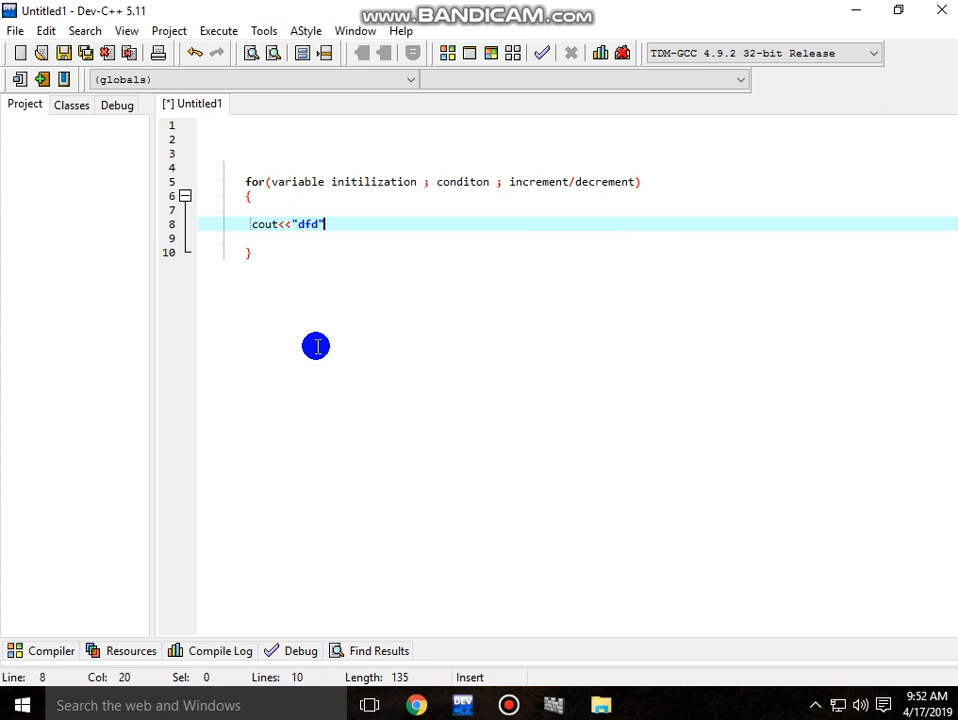 Untitled1 - Dev-C++ 5.11
www.BANDICAM.com
File Edit Search View Project Execute Tools AStyle Window Help
TDM-GCC 4.9.2 32-bit Release
(globals)
Project Classes Debug [*] Untitled1
1
2
3
4
5 for(variable initilization ; conditon ; increment/decrement)
6 {
7
8 cout<<"dfd"
9
10 }
Compiler Resources Compile Log Debug Find Results
Line: 8 Col: 20 Sel: 0 Lines: 10 Length: 135 Insert
Search the web and Windows DEV 9:52 AM
4/17/2019